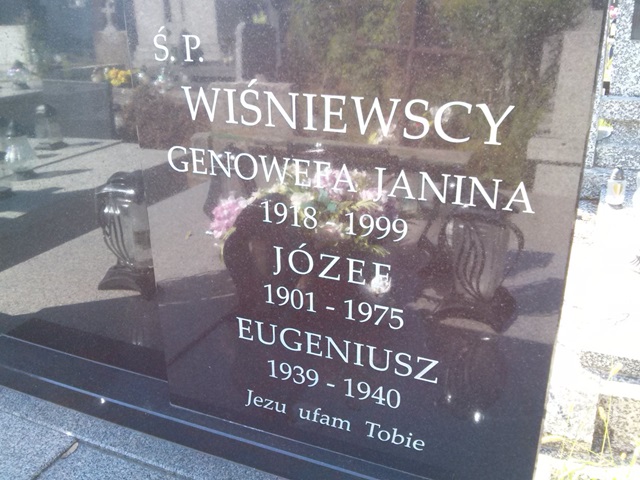 Ś. P.
WIŚNIEWSCY
GENOWEFA JANINA
1918 - 1999
JÓZEF
1901 - 1975
EUGENIUSZ
1939 - 1940
Jezu ufam Tobie